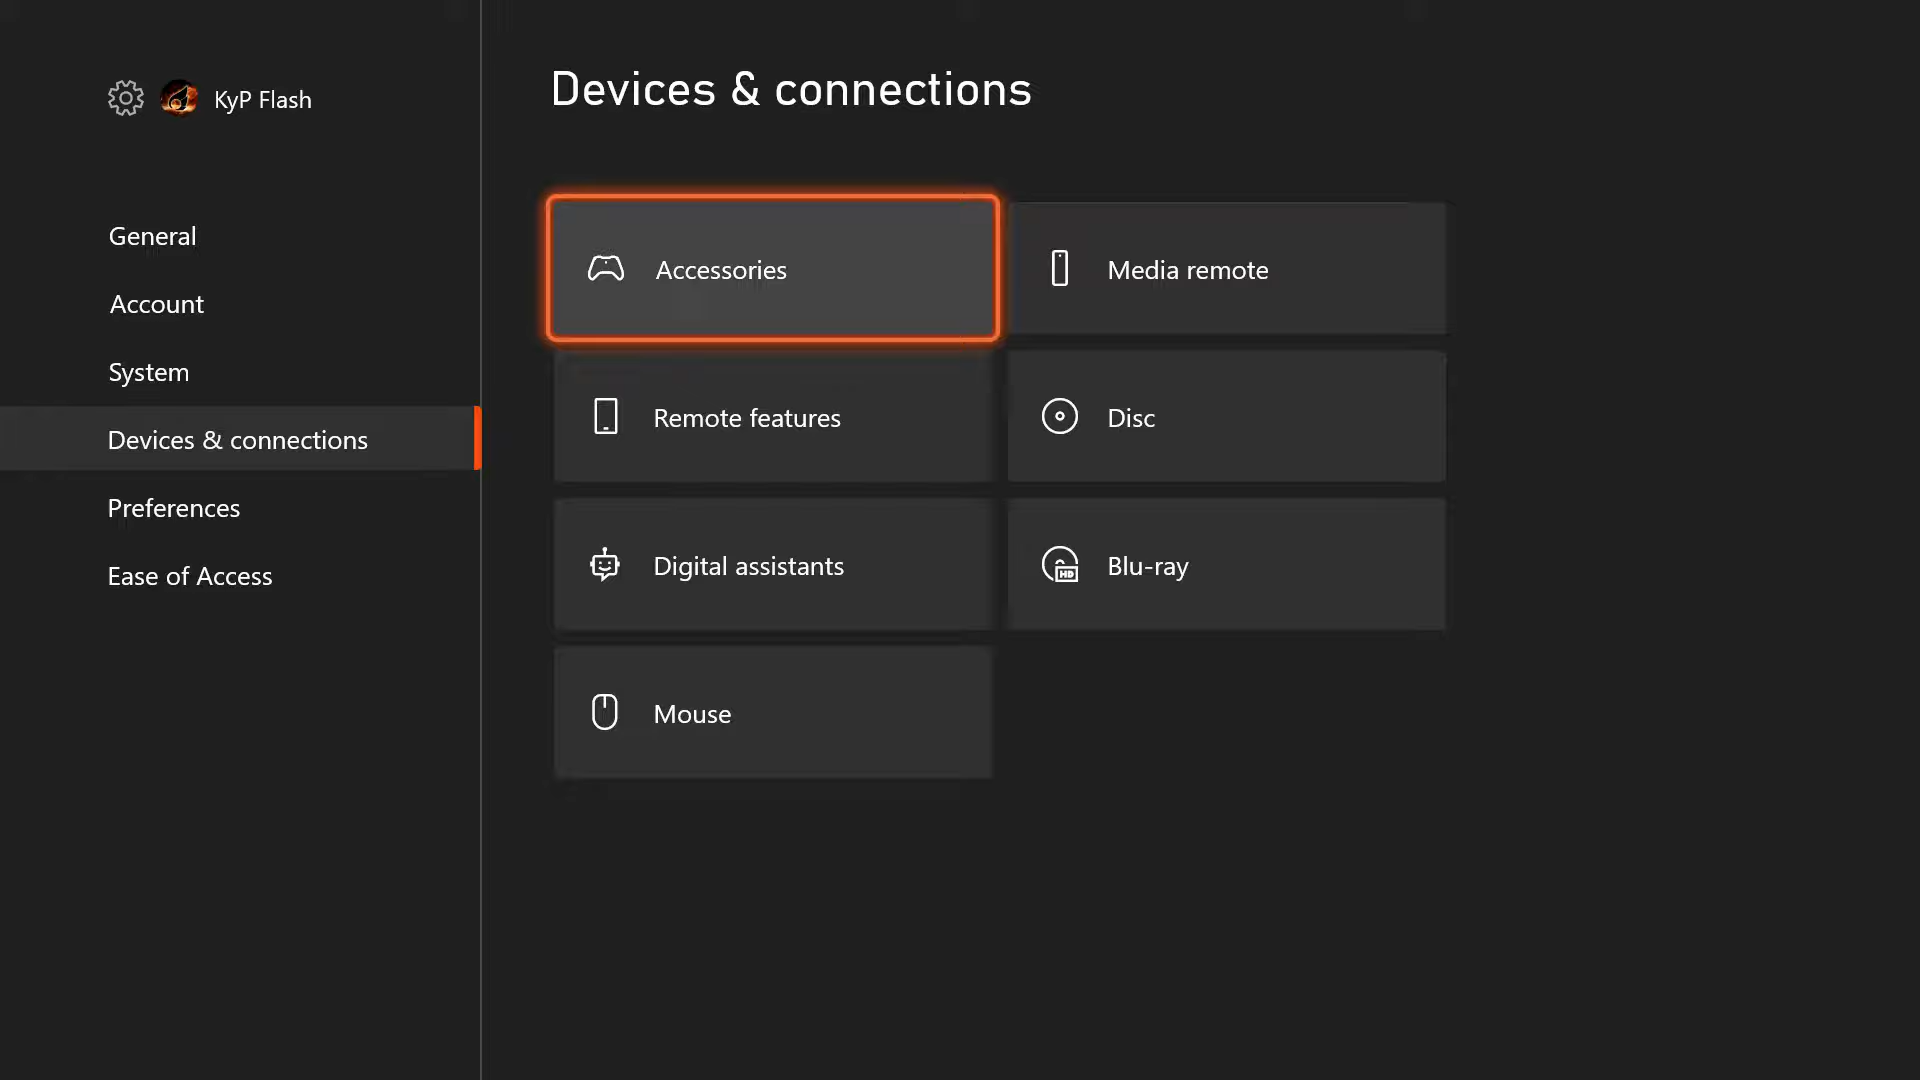 KyP Flash
General
Account
System
Devices & connections
Preferences
Ease of Access
Devices & connections
Accessories
Media remote
Remote features
Disc
Digital assistants
HD
Blu-ray
Mouse